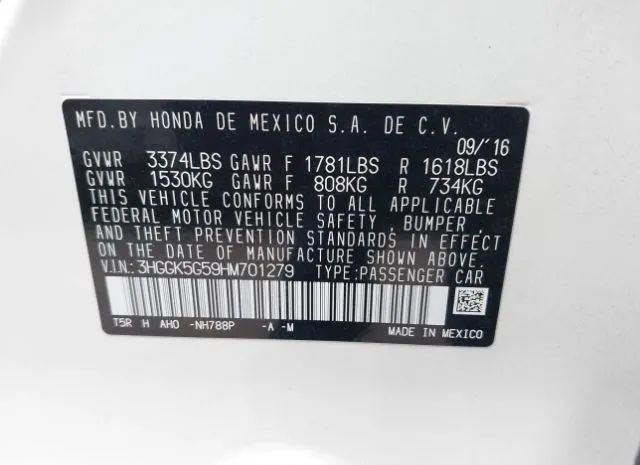 MFD.BY HONDA DE MEXICO S.A. DE C.V.
09/´16
GVWR 3374LBS GAWR F 1781LBS R 1618LBS
GVWR 1530KG GAWR F 808KG R 734KG
THIS VEHICLE CONFORMS TO ALL APPLICABLE
FEDERAL MOTOR VEHICLE SAFETY, BUMPER,
AND THEFT PREVENTION STANDARDS IN EFFECT
ON THE DATE OF MANUFACTURE SHOWN ABOVE.
V.I.N: 3HGGK5G59HM701279 TYPE:PASSENGER CAR
T5R H AHO -NH788P -A -M
MADE IN MEXICO